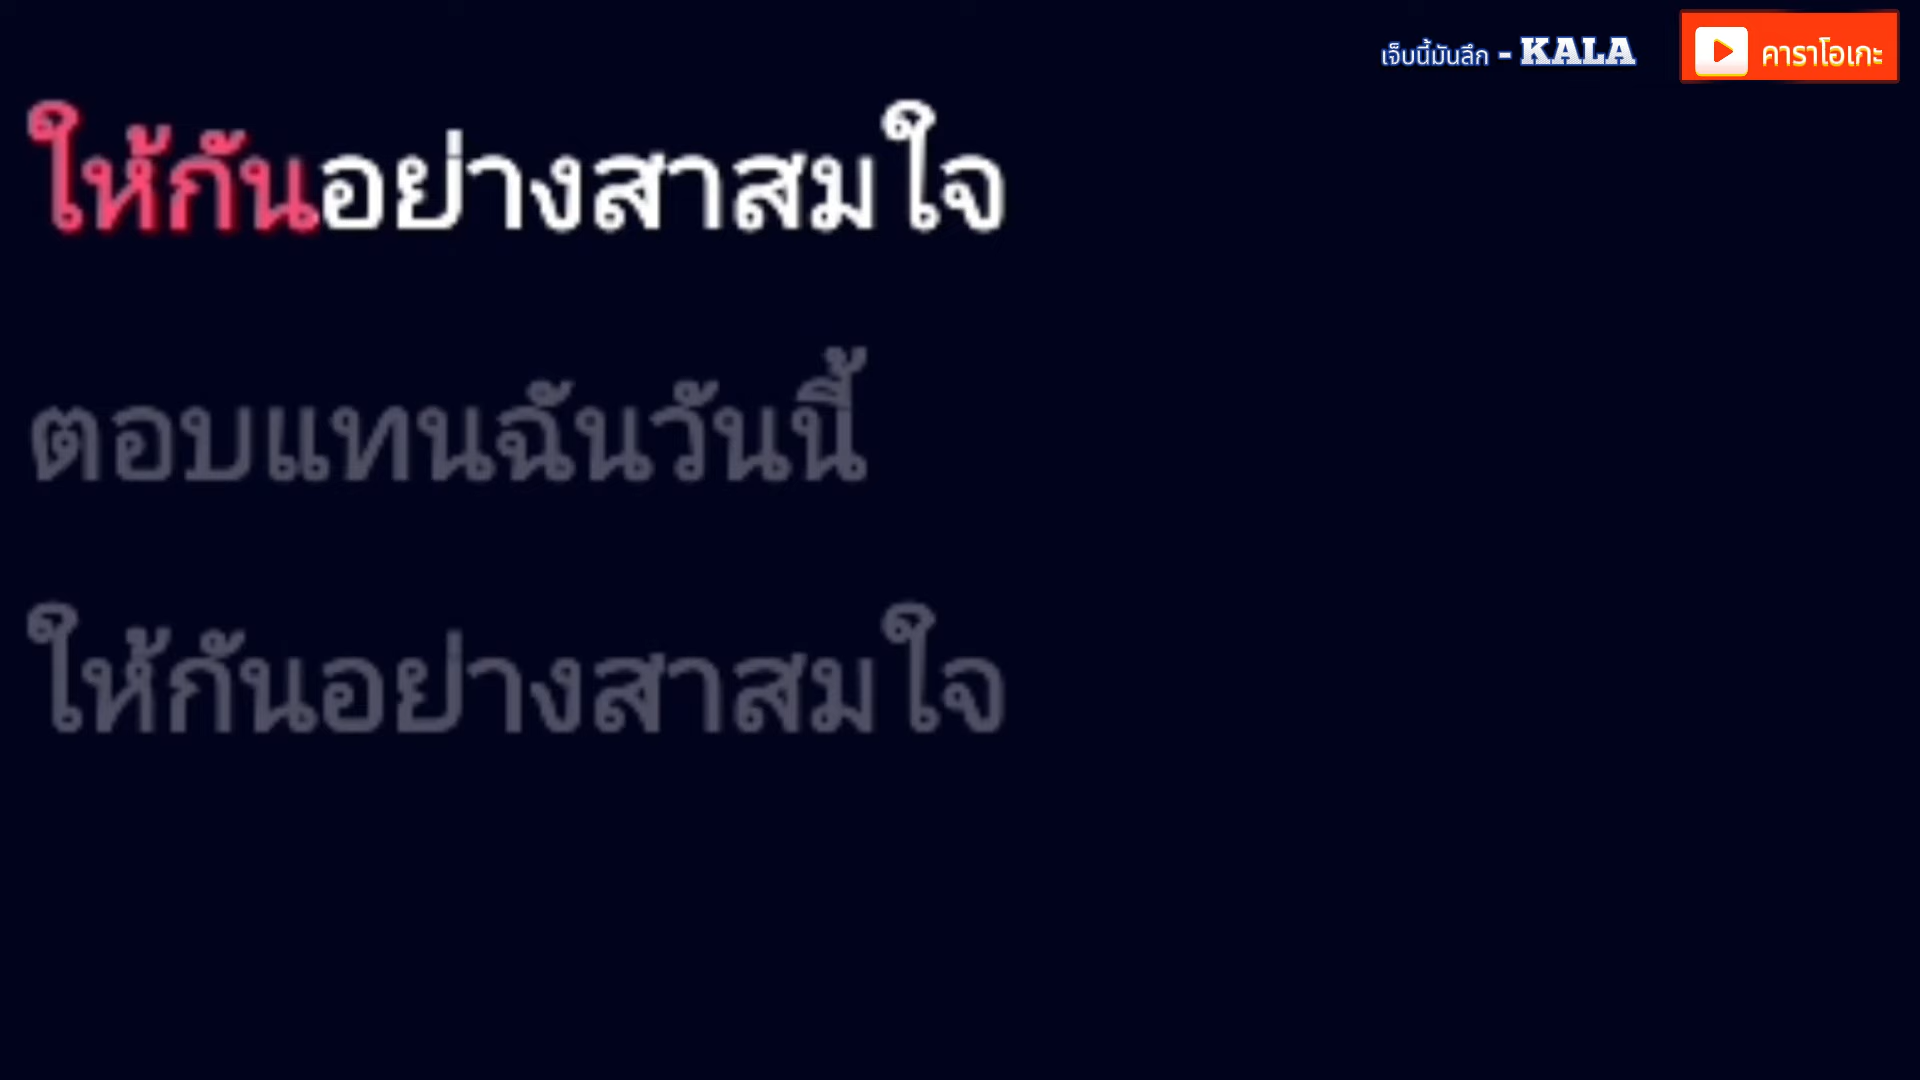 เจ็บนี้มันลึก - KALA
คาราโอเกะ
ให้กันอย่างสาสมใจ
ตอบแทนฉันวันนี้
ให้กันอย่างสาสมใจ